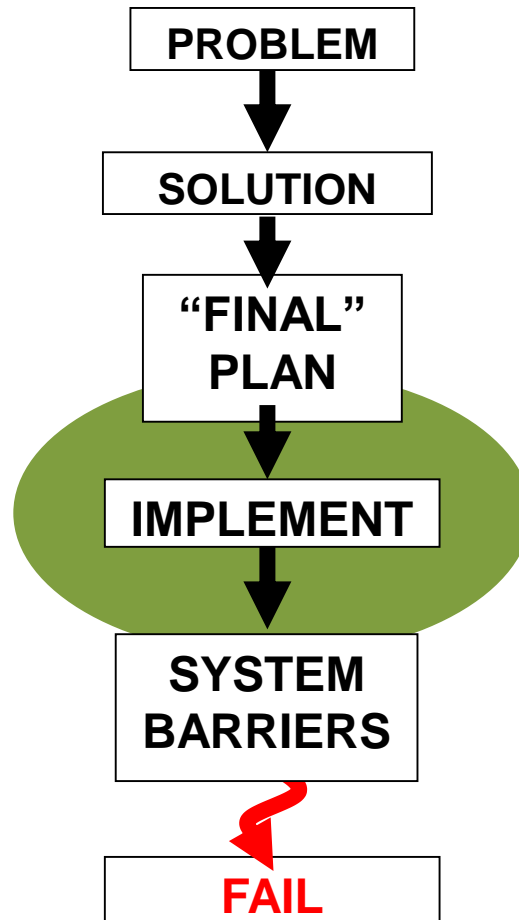 PROBLEM
SOLUTION
“FINAL”
PLAN
IMPLEMENT
SYSTEM
BARRIERS
FAIL